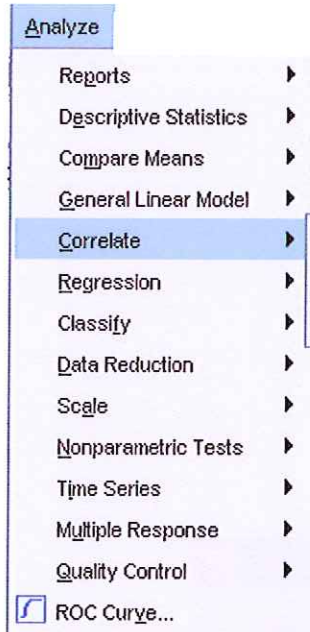 Analyze
Reports
Descriptive Statistics
Compare Means
General Linear Model
Correlate
Regression
Classify
Data Reduction
Scale
Nonparametric Tests
Time Series
Multiple Response
Quality Control
ROC Curve...